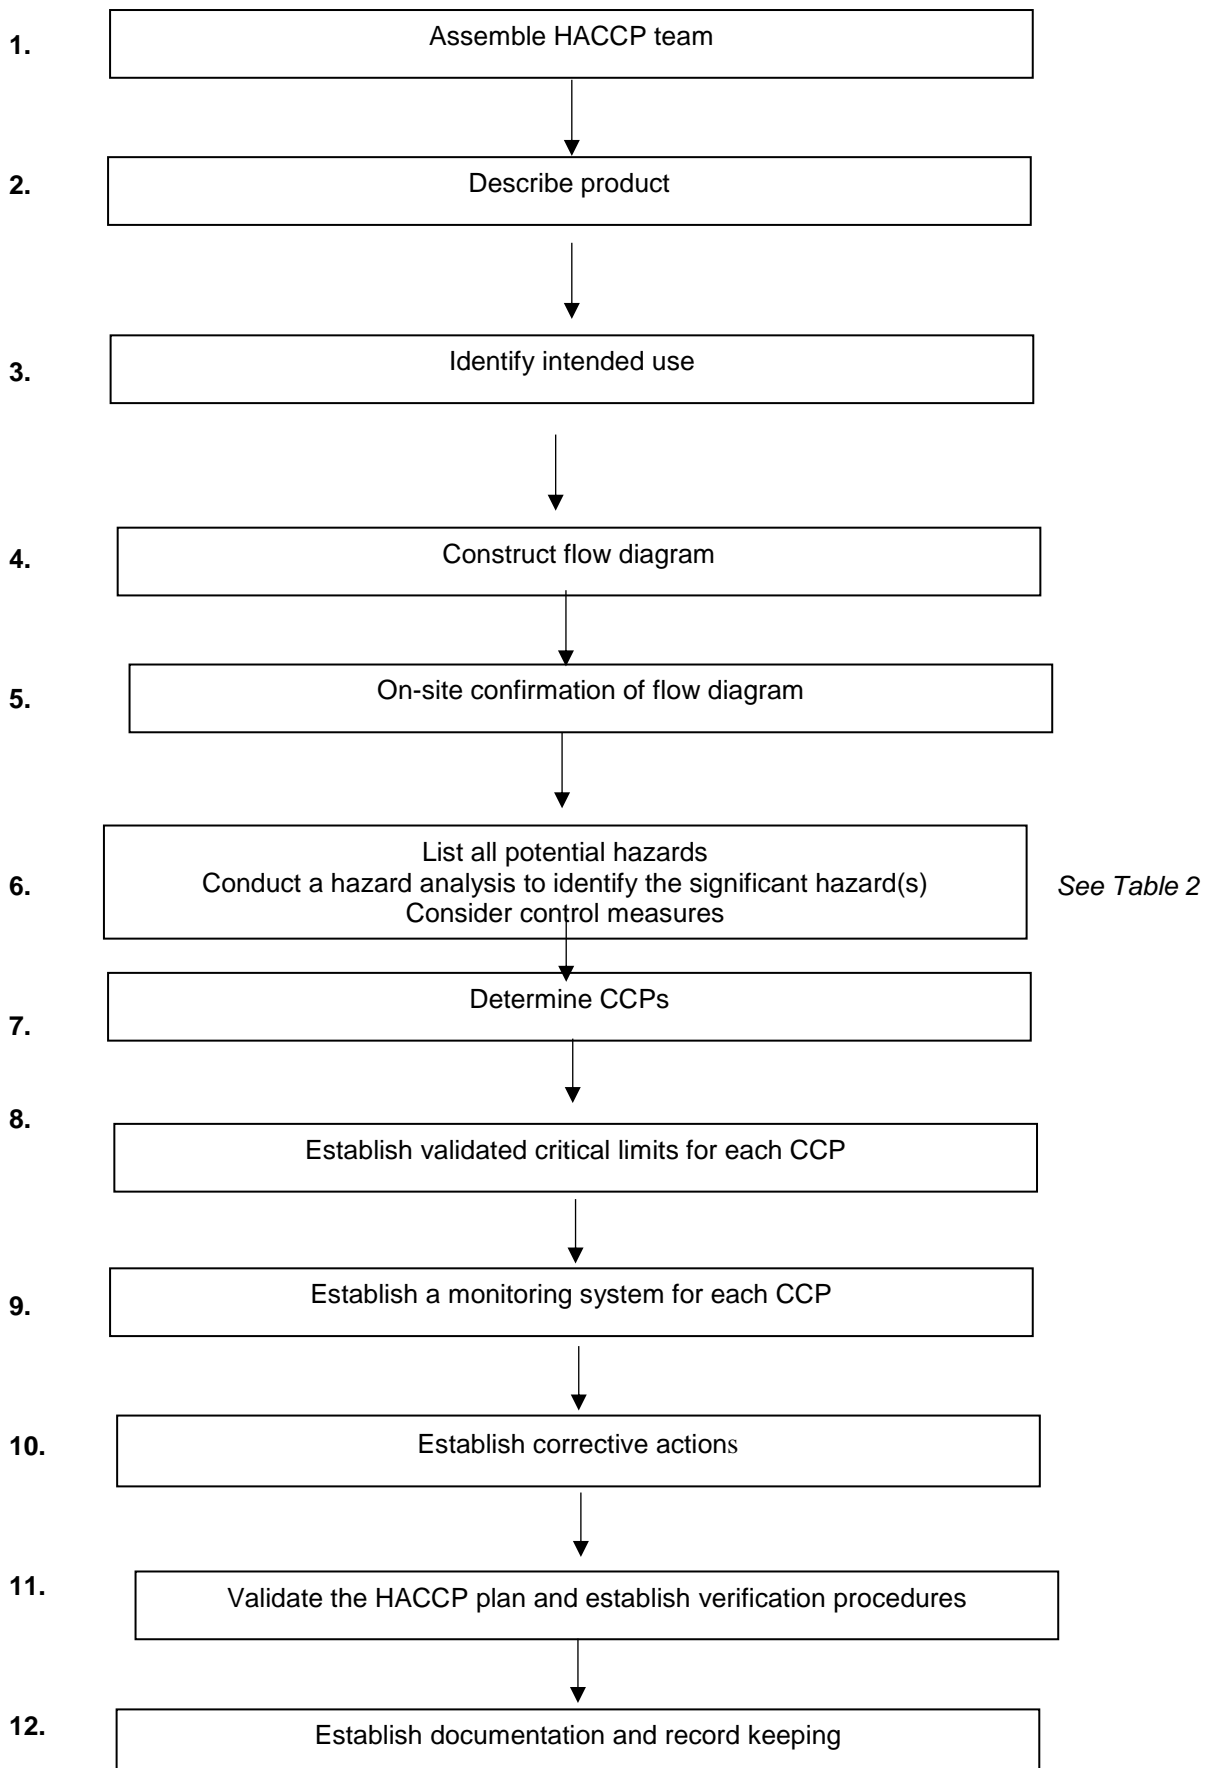 1. Assemble HACCP team
2. Describe product
3. Identify intended use
4. Construct flow diagram
5. On-site confirmation of flow diagram
List all potential hazards
6. Conduct a hazard analysis to identify the significant hazard(s) See Table 2
Consider control measures
7. Determine CCPs
8. Establish validated critical limits for each CCP
9. Establish a monitoring system for each CCP
10. Establish corrective actions
11. Validate the HACCP plan and establish verification procedures
12. Establish documentation and record keeping